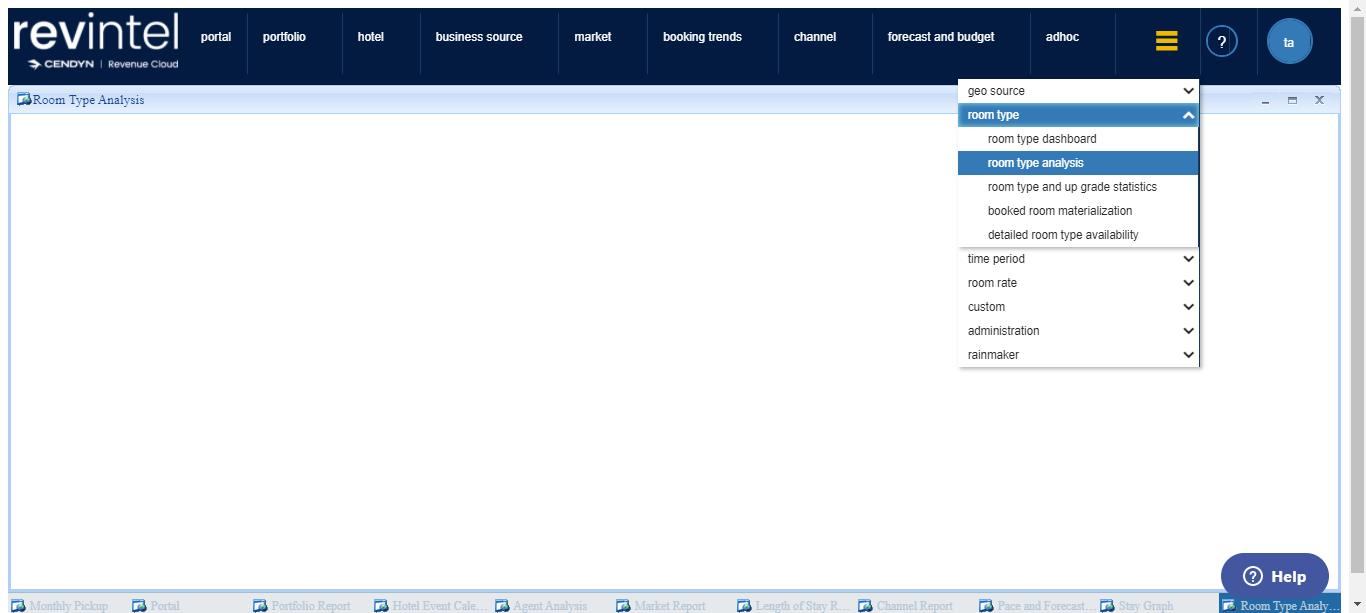 revintel
CENDYN | Revenue Cloud
portal
portfolio
hotel
business source
market
booking trends
channel
forecast and budget
adhoc
?
ta
Room Type Analysis
geo source
room type
room type dashboard
room type analysis
room type and up grade statistics
booked room materialization
detailed room type availability
time period
room rate
custom
administration
rainmaker
? Help
Monthly Pickup
Portal
Portfolio Report
Hotel Event Cale...
Agent Analysis
Market Report
Length of Stay R...
Channel Report
Pace and Forecast...
Stay Graph
Room Type Analy...